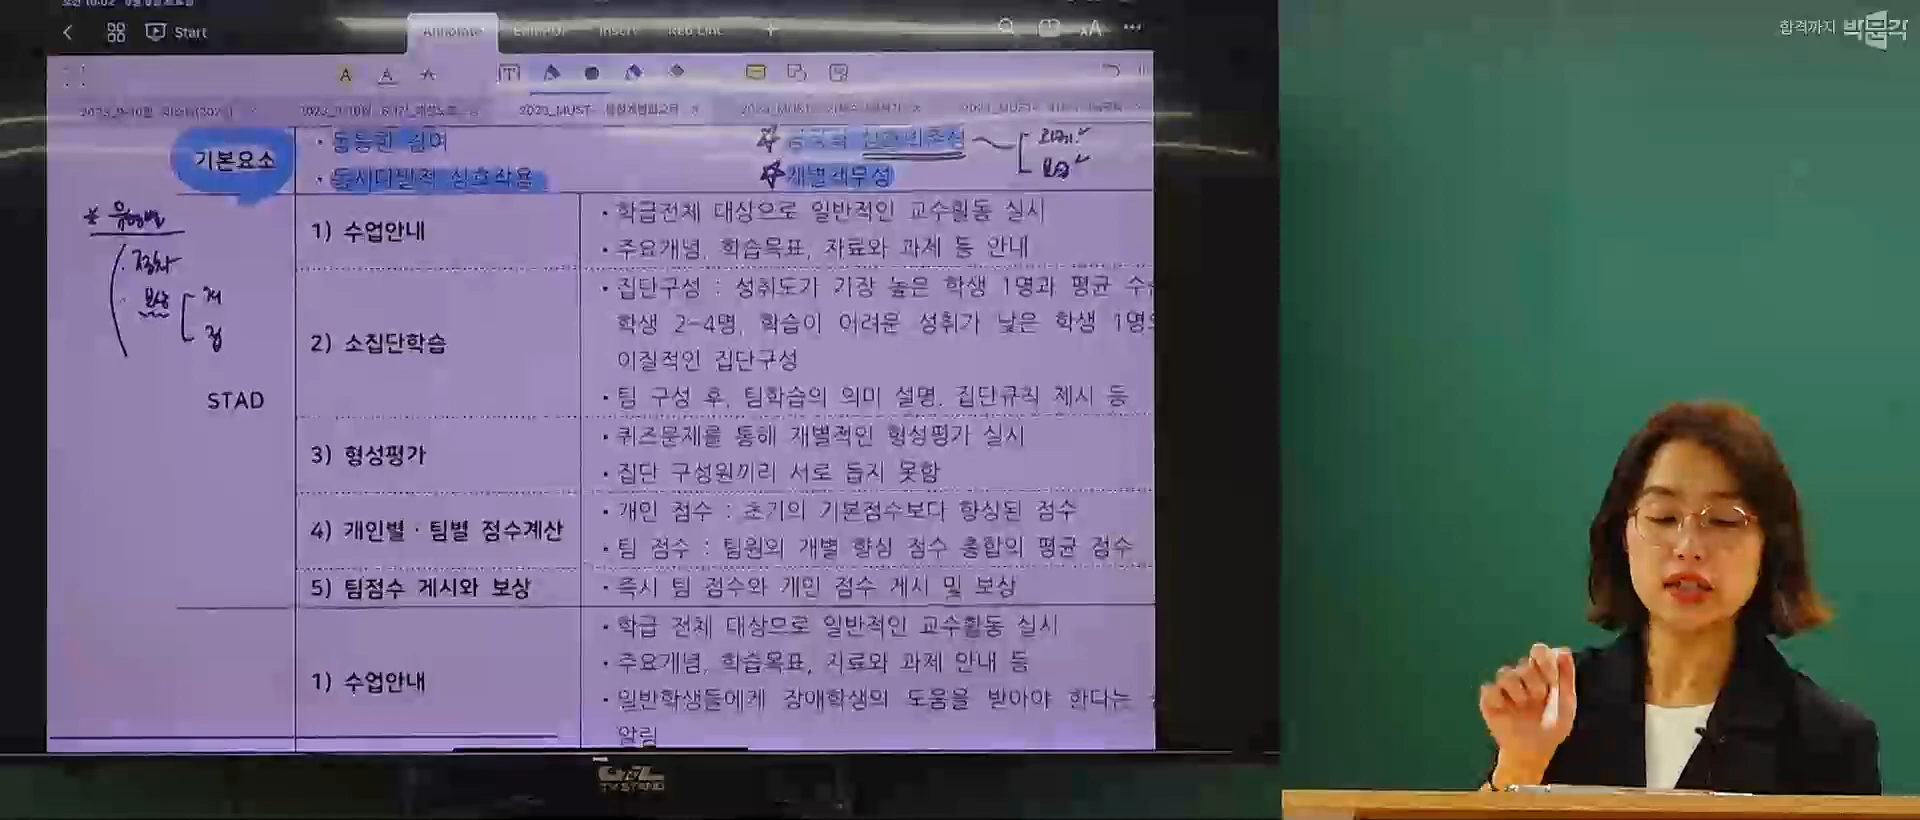 합격까지 박문각
Start
Annotate
Insert
기본요소
• 동등한 참여
• 동시다발적 상호작용
개별책무성
절차
보상
STAD
1) 수업안내
• 학급전체 대상으로 일반적인 교수활동 실시
• 주요개념, 학습목표, 자료와 과제 등 안내
2) 소집단학습
• 집단구성 : 성취도가 가장 높은 학생 1명과 평균
학생 2-4명, 학습이 어려운 성취가 낮은 학생 1명
이질적인 집단구성
• 팀 구성 후, 팀학습의 의미 설명, 집단규칙 제시 등
3) 형성평가
• 퀴즈문제를 통해 개별적인 형성평가 실시
• 집단 구성원끼리 서로 돕지 못함
4) 개인별·팀별 점수계산
• 개인 점수 : 초기의 기본점수보다 향상된 점수
• 팀 점수 : 팀원의 개별 향상 점수 총합의 평균 점수
5) 팀점수 게시와 보상
• 즉시 팀 점수와 개인 점수 게시 및 보상
1) 수업안내
• 학급 전체 대상으로 일반적인 교수활동 실시
• 주요개념, 학습목표, 자료와 과제 안내 등
• 일반학생들에게 장애학생의 도움을 받아야 한다는
알림
TV STAND